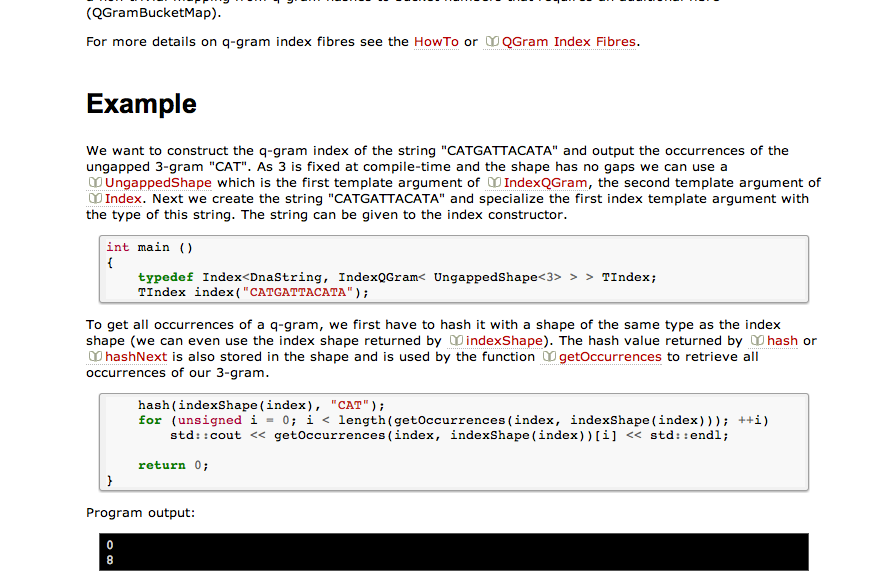 (QGramBucketMap).
For more details on q-gram index fibres see the HowTo or QGram Index Fibres.
Example
We want to construct the q-gram index of the string "CATGATTACATA" and output the occurrences of the
ungapped 3-gram "CAT". As 3 is fixed at compile-time and the shape has no gaps we can use a
UngappedShape which is the first template argument of IndexQGram, the second template argument of
Index. Next we create the string "CATGATTACATA" and specialize the first index template argument with
the type of this string. The string can be given to the index constructor.
int main ()
{
    typedef Index<DnaString, IndexQGram< UngappedShape<3> > > TIndex;
    TIndex index("CATGATTACATA");
To get all occurrences of a q-gram, we first have to hash it with a shape of the same type as the index
shape (we can even use the index shape returned by indexShape). The hash value returned by hash or
hashNext is also stored in the shape and is used by the function getOccurrences to retrieve all
occurrences of our 3-gram.
    hash(indexShape(index), "CAT");
    for (unsigned i = 0; i < length(getOccurrences(index, indexShape(index))); ++i)
        std::cout << getOccurrences(index, indexShape(index))[i] << std::endl;
    return 0;
}
Program output:
0
8